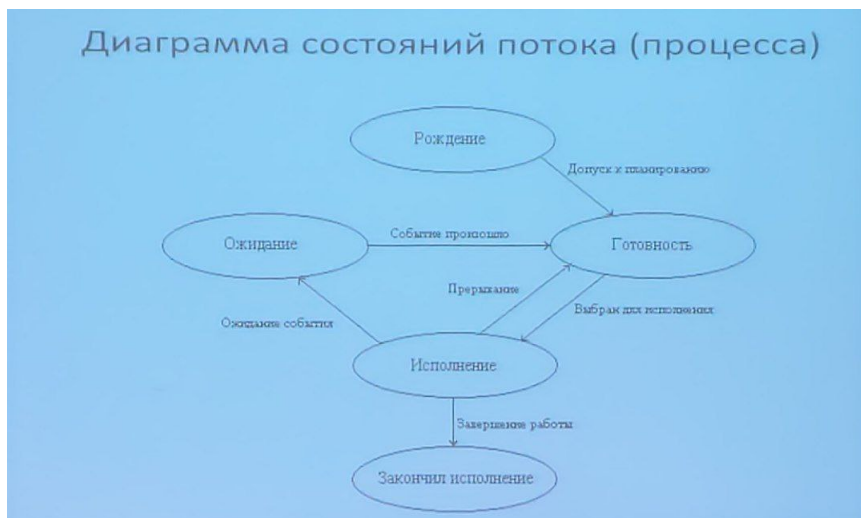 Диаграмма состояний потока (процесса)
Рождение
Допуск к планированию
Ожидание
Событие произошло
Готовность
Прерывание
Ожидание события
Выбран для исполнения
Исполнение
Завершение работы
Закончил исполнение